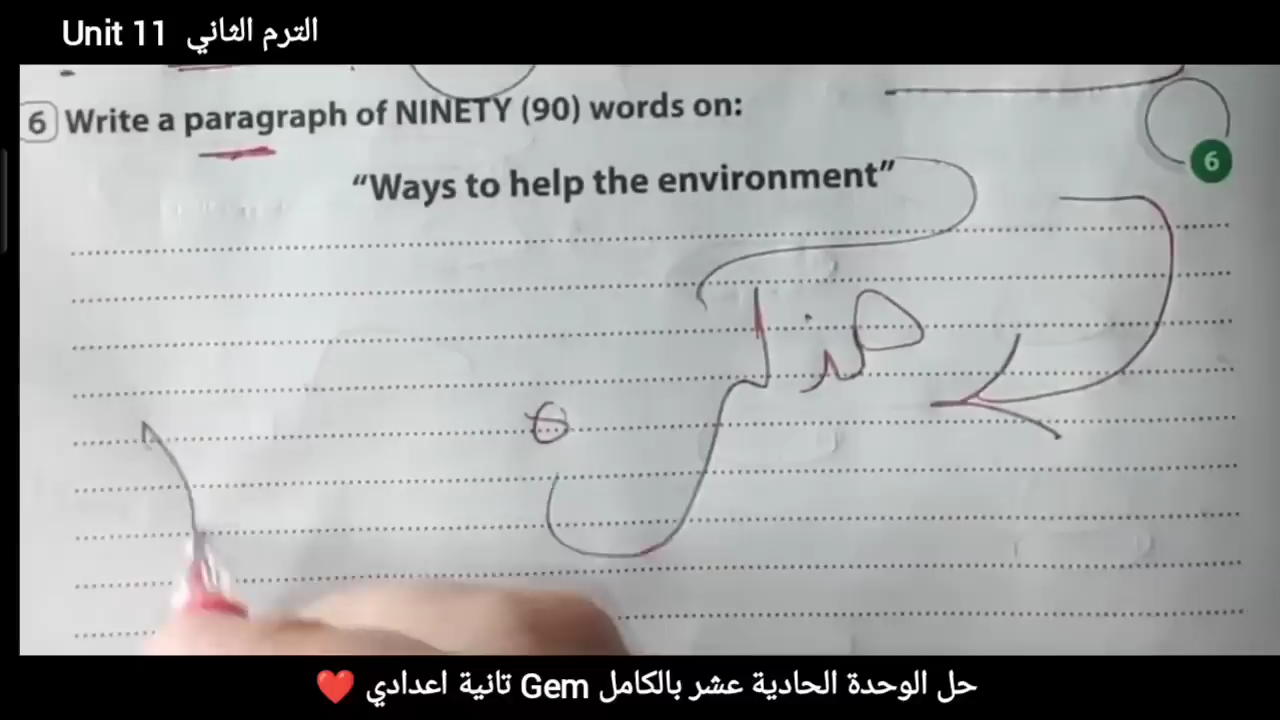 Unit 11 الترم الثاني
6 Write a paragraph of NINETY (90) words on:
6
“Ways to help the environment”
حل الوحدة الحادية عشر بالكامل Gem تانية اعدادي ❤️